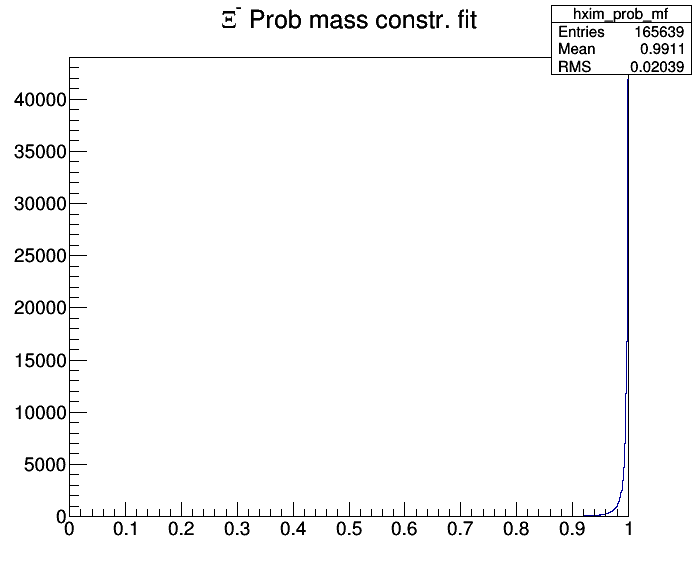 Ξ⁻ Prob mass constr. fit
hxim_prob_mf
Entries 165639
Mean 0.9911
RMS 0.02039
40000
35000
30000
25000
20000
15000
10000
5000
0
0 0.1 0.2 0.3 0.4 0.5 0.6 0.7 0.8 0.9 1